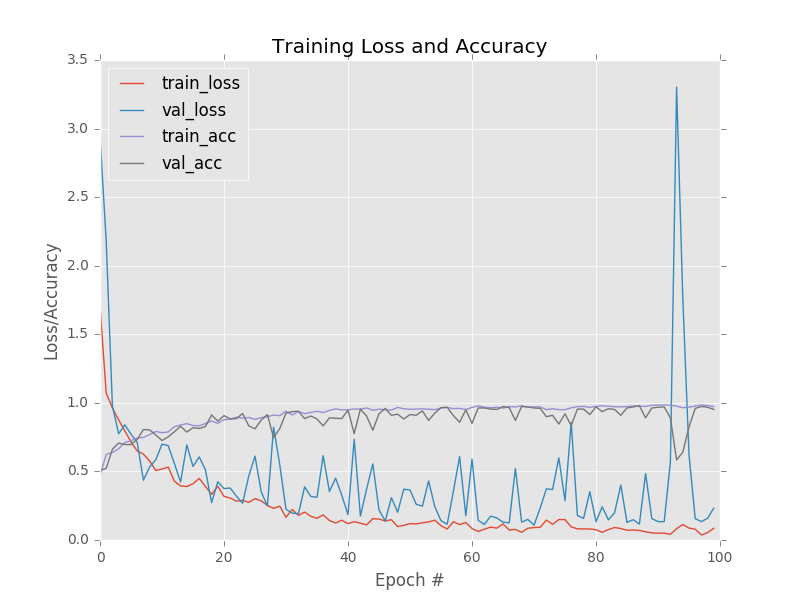 Training Loss and Accuracy
3.5
3.0
2.5
2.0
1.5
1.0
0.5
0.0
train_loss
val_loss
train_acc
val_acc
Loss/Accuracy
0 20 40 60 80 100
Epoch #